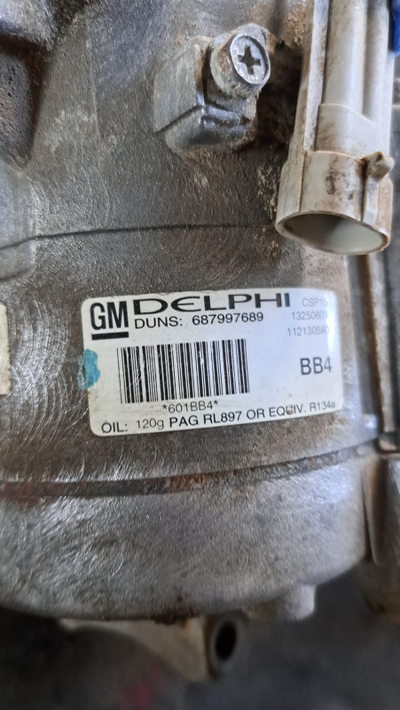 GM DELPHI
DUNS: 687997689
BB4
*601BB4*
OIL: 120g PAG RL897 OR EQUIV. R134a